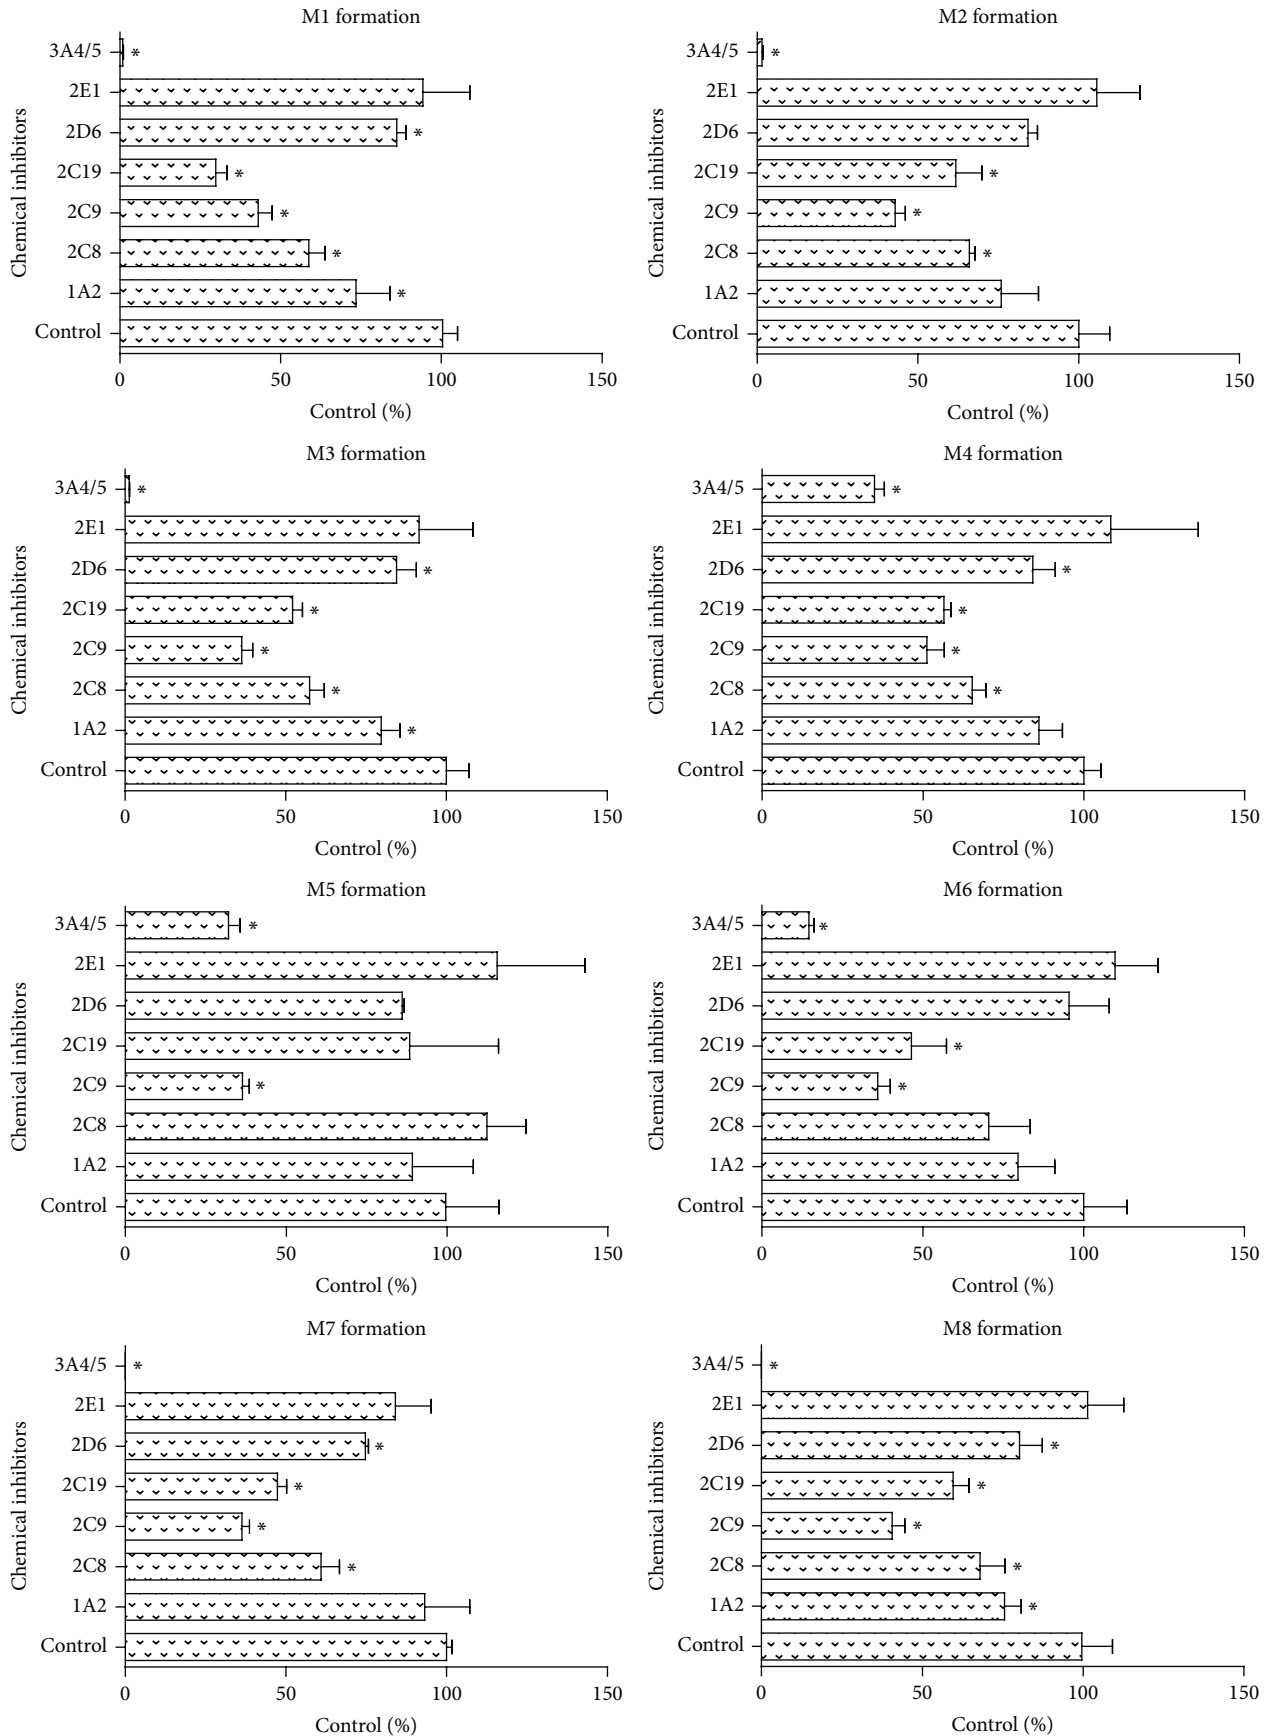 M1 formation
Chemical inhibitors
3A4/5 *
2E1
2D6 *
2C19 *
2C9 *
2C8 *
1A2 *
Control
0 50 100 150
Control (%)
M2 formation
Chemical inhibitors
3A4/5 *
2E1
2D6
2C19 *
2C9 *
2C8 *
1A2
Control
0 50 100 150
Control (%)
M3 formation
Chemical inhibitors
3A4/5 *
2E1
2D6 *
2C19 *
2C9 *
2C8 *
1A2 *
Control
0 50 100 150
Control (%)
M4 formation
Chemical inhibitors
3A4/5 *
2E1
2D6 *
2C19 *
2C9 *
2C8 *
1A2
Control
0 50 100 150
Control (%)
M5 formation
Chemical inhibitors
3A4/5 *
2E1
2D6
2C19
2C9 *
2C8
1A2
Control
0 50 100 150
Control (%)
M6 formation
Chemical inhibitors
3A4/5 *
2E1
2D6
2C19 *
2C9 *
2C8
1A2
Control
0 50 100 150
Control (%)
M7 formation
Chemical inhibitors
3A4/5 *
2E1
2D6 *
2C19 *
2C9 *
2C8 *
1A2
Control
0 50 100 150
Control (%)
M8 formation
Chemical inhibitors
3A4/5 *
2E1
2D6 *
2C19 *
2C9 *
2C8 *
1A2 *
Control
0 50 100 150
Control (%)